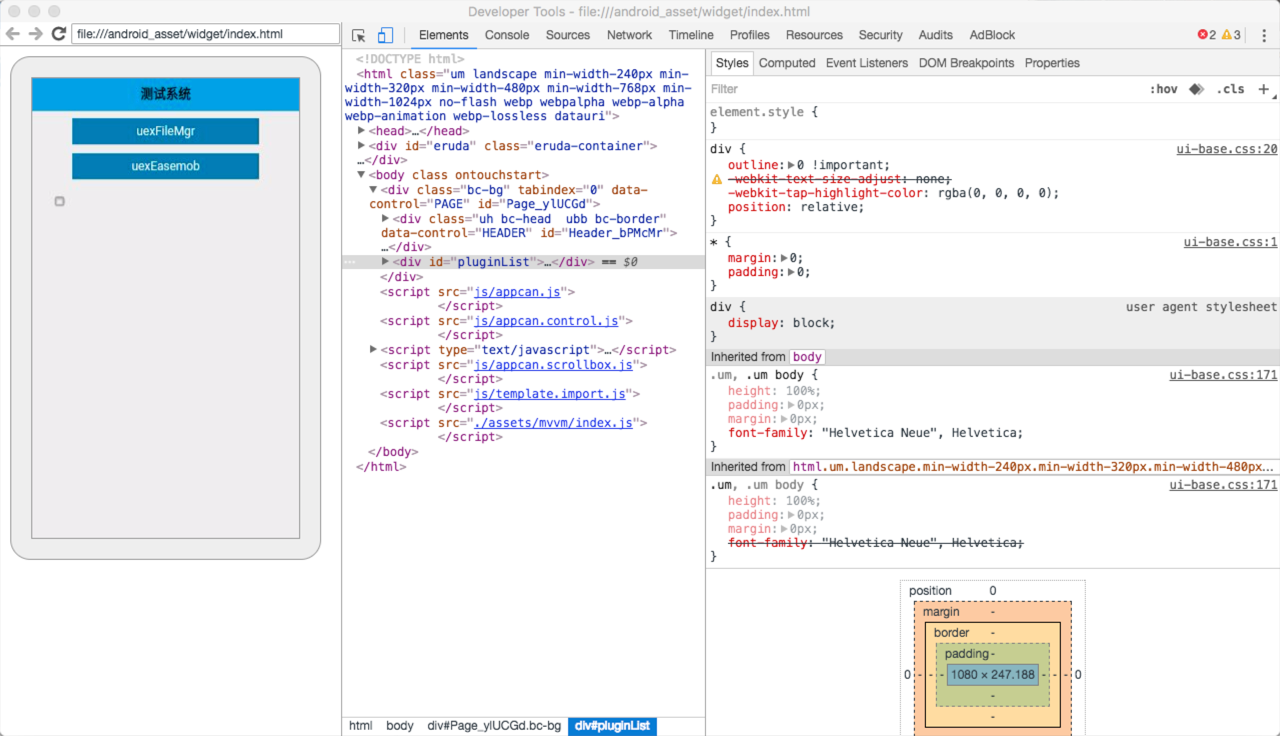 Developer Tools - file:///android_asset/widget/index.html
file:///android_asset/widget/index.html
Elements Console Sources Network Timeline Profiles Resources Security Audits AdBlock 2 3
测试系统
uexFileMgr
uexEasemob
<!DOCTYPE html>
<html class="um landscape min-width-240px min-
width-320px min-width-480px min-width-768px min-
width-1024px no-flash webp webpalpha webp-alpha
webp-animation webp-lossless datauri">
<head>…</head>
<div id="eruda" class="eruda-container">
…</div>
<body class ontouchstart>
<div class="bc-bg" tabindex="0" data-
control="PAGE" id="Page_ylUCGd">
<div class="uh bc-head  ubb bc-border"
data-control="HEADER" id="Header_bPMcMr">
…</div>
<div id="pluginList">…</div> == $0
</div>
<script src="js/appcan.js">
</script>
<script src="js/appcan.control.js">
</script>
<script type="text/javascript">…</script>
<script src="js/appcan.scrollbox.js">
</script>
<script src="js/template.import.js">
</script>
<script src="./assets/mvvm/index.js">
</script>
</body>
</html>
html body div#Page_ylUCGd.bc-bg div#pluginList
Styles Computed Event Listeners DOM Breakpoints Properties
Filter :hov .cls +
element.style {
}
div { ui-base.css:20
outline: 0 !important;
-webkit-text-size-adjust: none;
-webkit-tap-highlight-color: rgba(0, 0, 0, 0);
position: relative;
}
* { ui-base.css:1
margin: 0;
padding: 0;
}
div { user agent stylesheet
display: block;
}
Inherited from body
.um, .um body { ui-base.css:171
height: 100%;
padding: 0px;
margin: 0px;
font-family: "Helvetica Neue", Helvetica;
}
Inherited from html.um.landscape.min-width-240px.min-width-320px.min-width-480px…
.um, .um body { ui-base.css:171
height: 100%;
padding: 0px;
margin: 0px;
font-family: "Helvetica Neue", Helvetica;
}
position 0
margin -
border -
padding -
0 - - - 1080 × 247.188 - - - 0
-
-